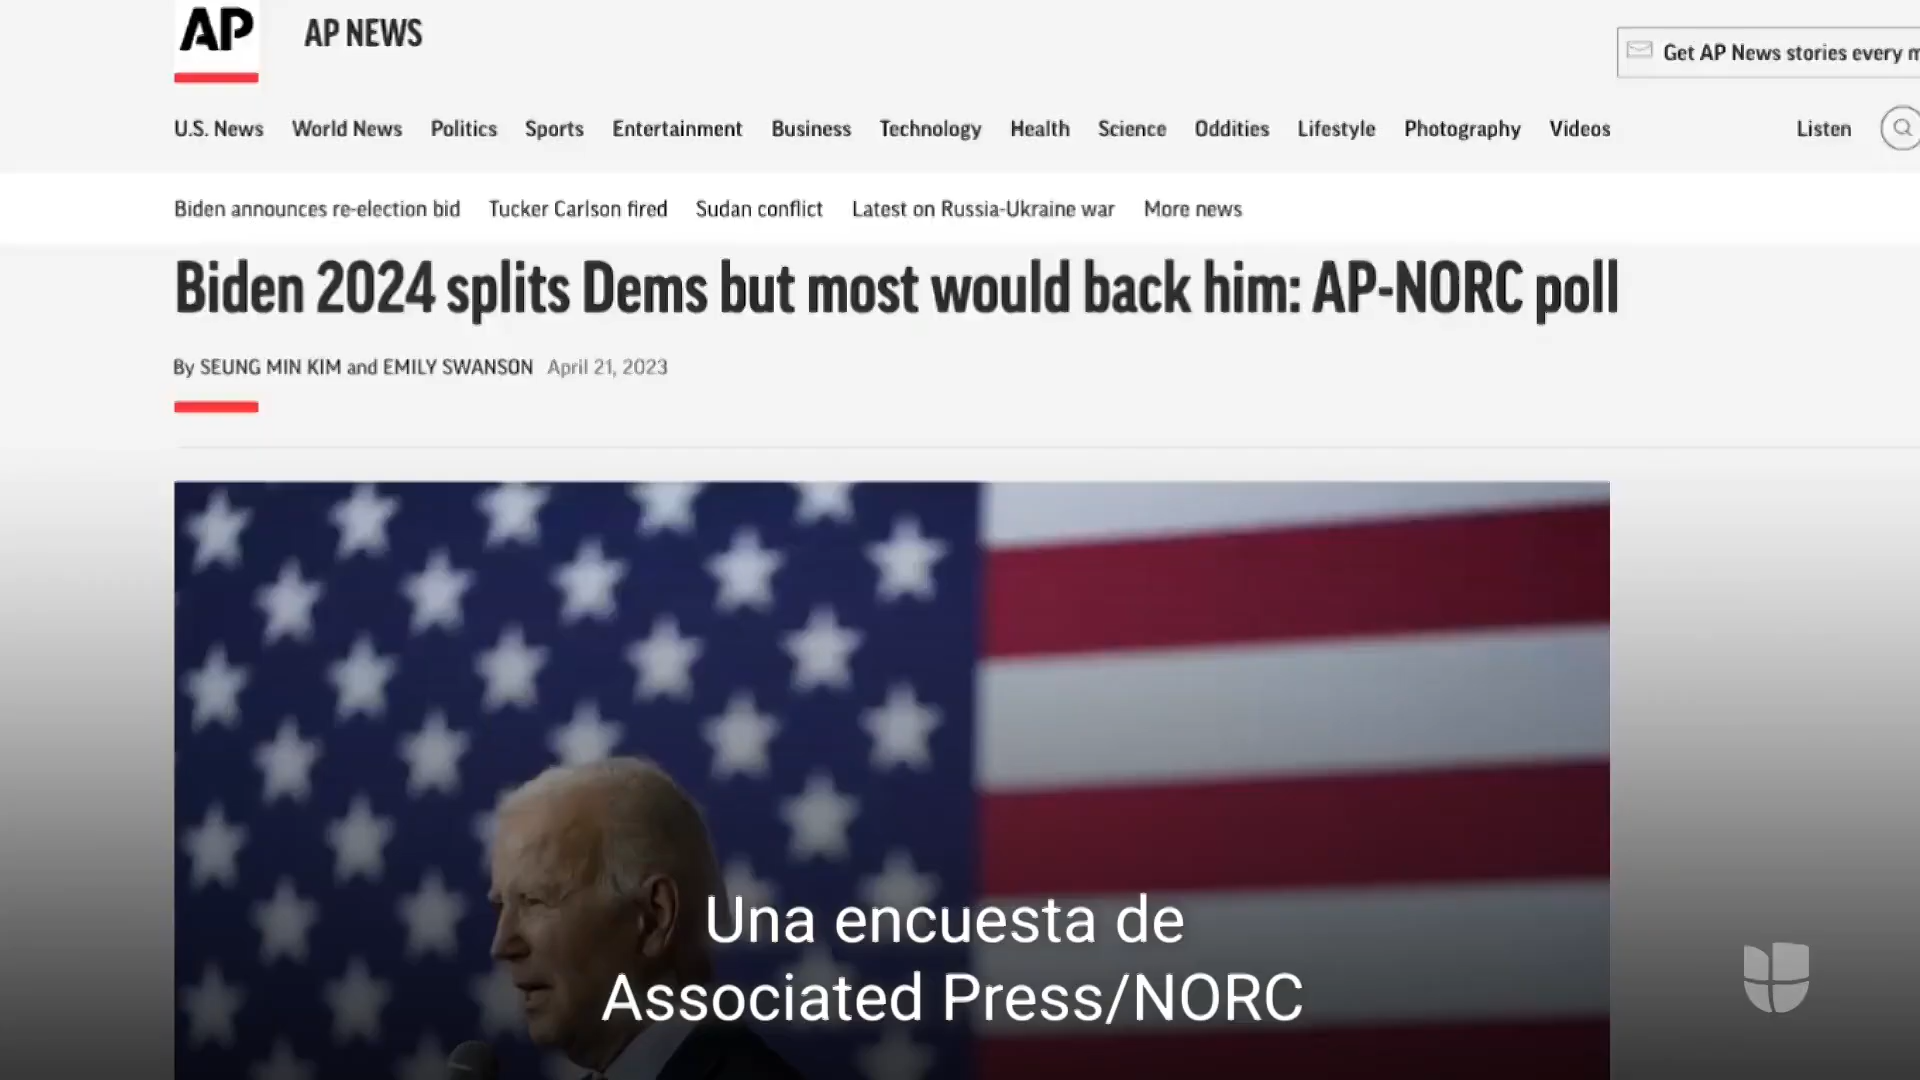 AP
AP NEWS
Get AP News stories every m
U.S. News World News Politics Sports Entertainment Business Technology Health Science Oddities Lifestyle Photography Videos Listen
Biden announces re-election bid Tucker Carlson fired Sudan conflict Latest on Russia-Ukraine war More news
Biden 2024 splits Dems but most would back him: AP-NORC poll
By SEUNG MIN KIM and EMILY SWANSON April 21, 2023
Una encuesta de
Associated Press/NORC